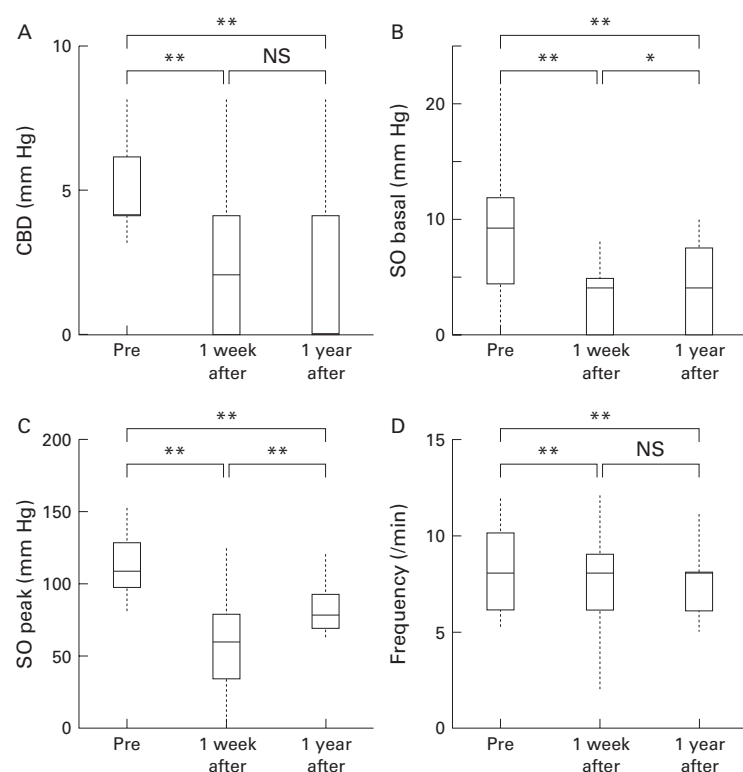 A
**
**
NS
10
5
0
CBD (mm Hg)
Pre
1 week
after
1 year
after
B
**
**
*
20
10
0
SO basal (mm Hg)
Pre
1 week
after
1 year
after
C
**
**
**
200
150
100
50
0
SO peak (mm Hg)
Pre
1 week
after
1 year
after
D
**
**
NS
15
10
5
0
Frequency (/min)
Pre
1 week
after
1 year
after